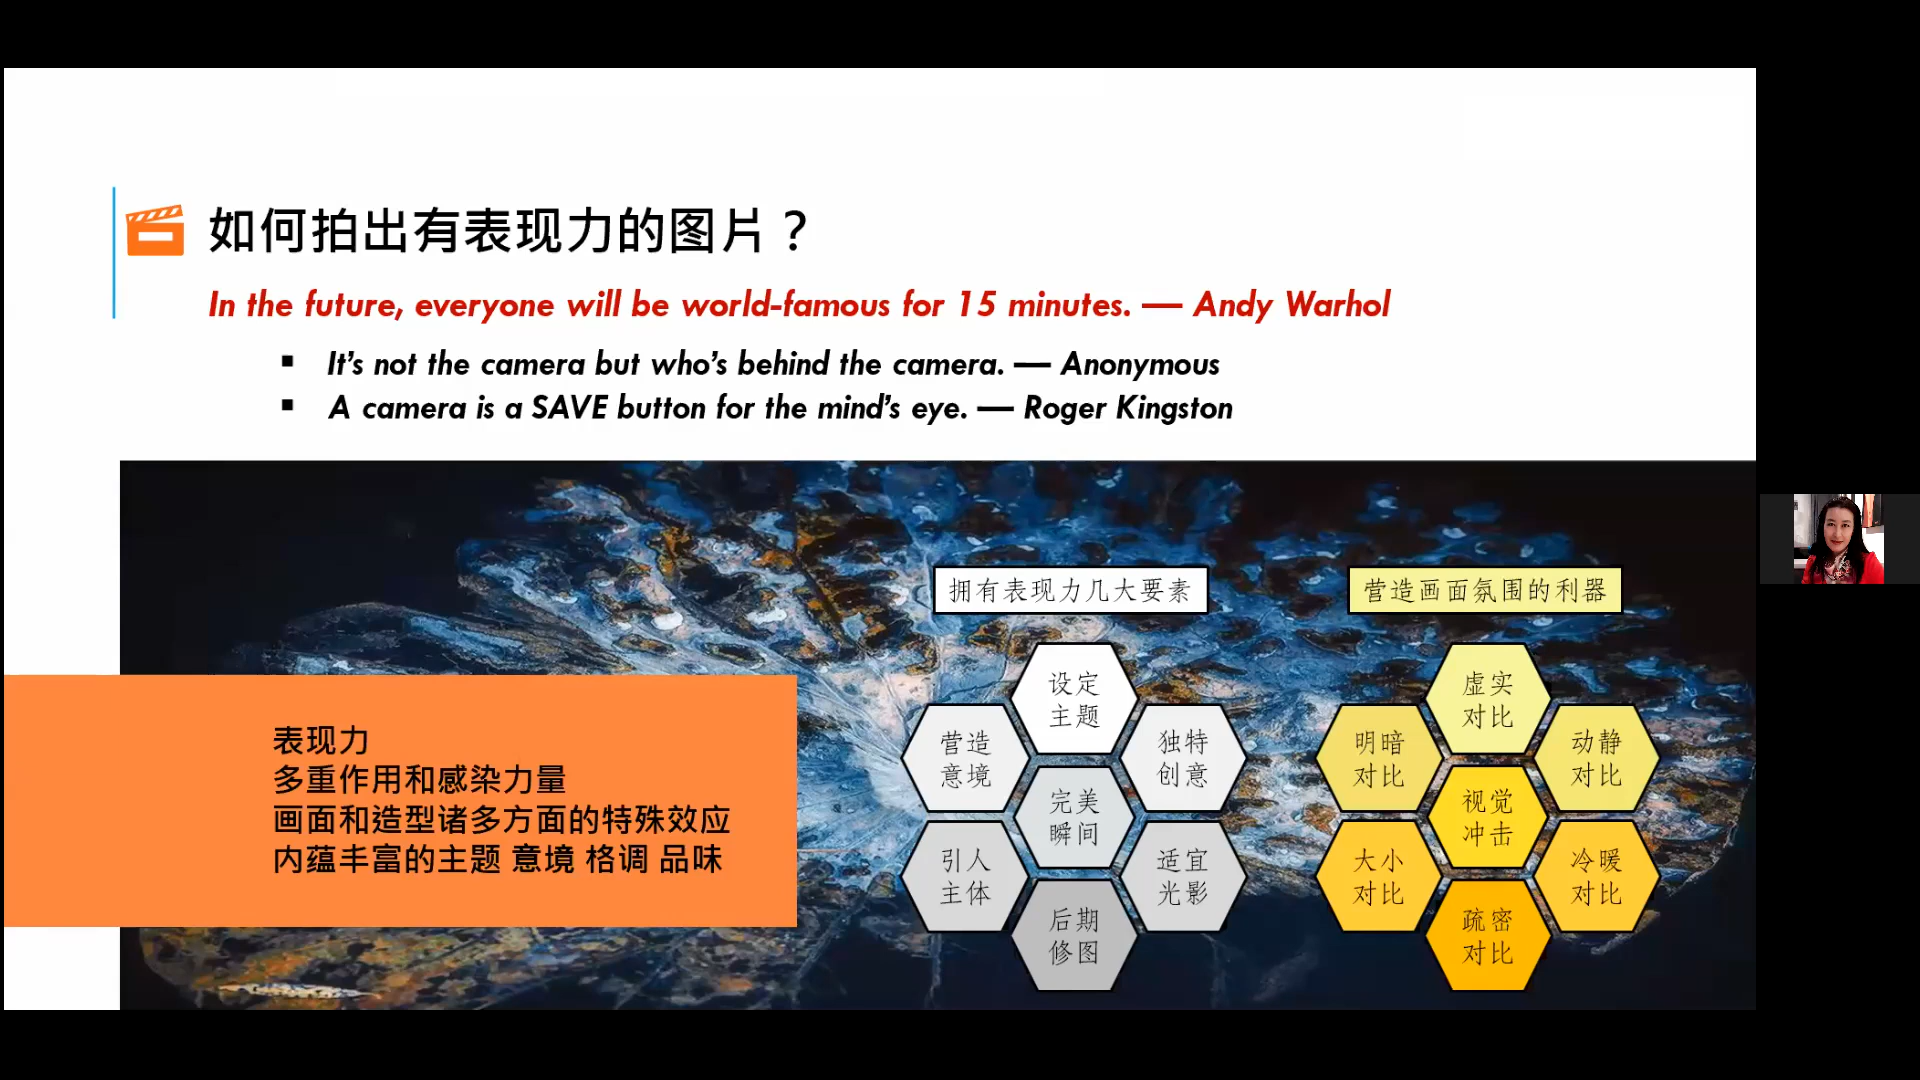 如何拍出有表现力的图片？
In the future, everyone will be world-famous for 15 minutes. — Andy Warhol
▪ It's not the camera but who's behind the camera. — Anonymous
▪ A camera is a SAVE button for the mind's eye. — Roger Kingston
表现力
多重作用和感染力量
画面和造型诸多方面的特殊效应
内蕴丰富的主题 意境 格调 品味
拥有表现力几大要素
设定
主题
营造
意境
独特
创意
完美
瞬间
引人
主体
适宜
光影
后期
修图
营造画面氛围的利器
虚实
对比
明暗
对比
动静
对比
视觉
冲击
大小
对比
冷暖
对比
疏密
对比